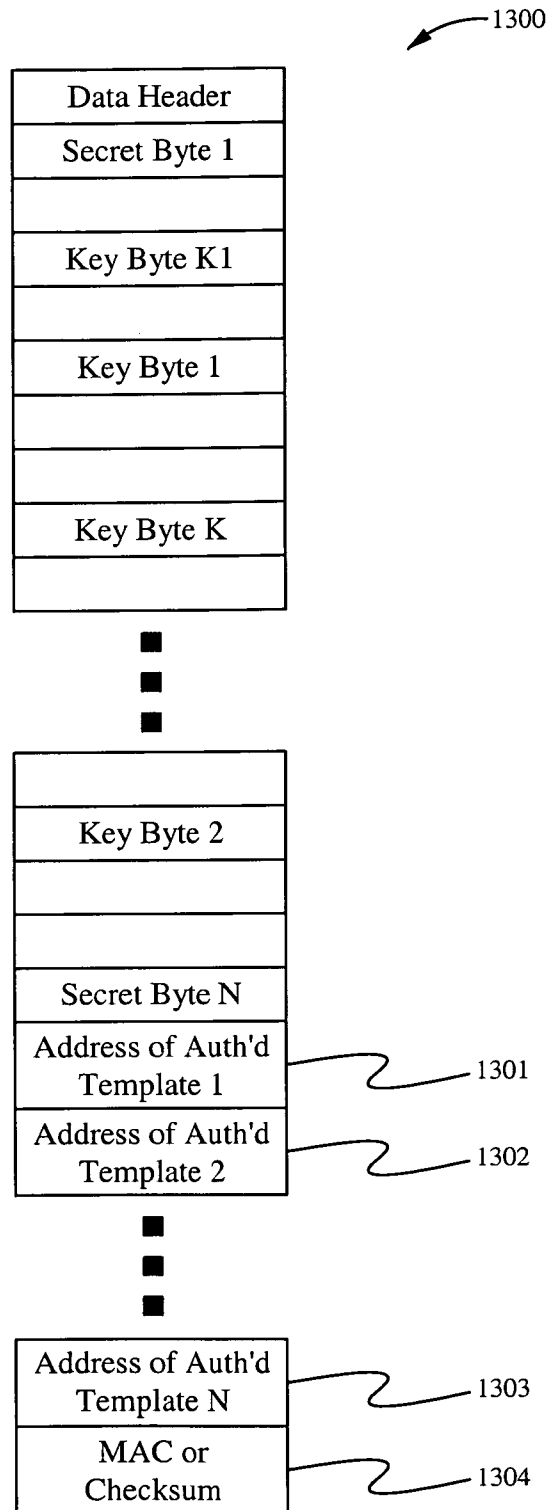 1300
Data Header
Secret Byte 1
Key Byte K1
Key Byte 1
Key Byte K
Key Byte 2
Secret Byte N
Address of Auth'd
Template 1
1301
Address of Auth'd
Template 2
1302
Address of Auth'd
Template N
1303
MAC or
Checksum
1304